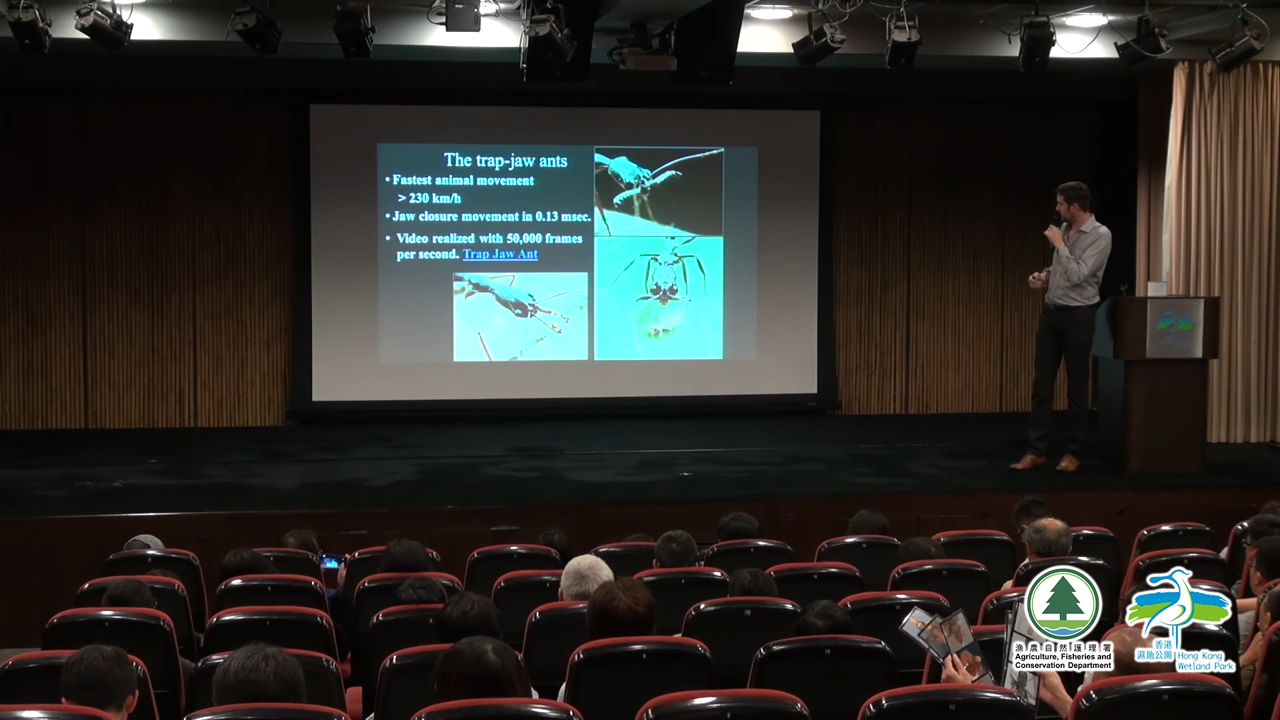 The trap-jaw ants
• Fastest animal movement
> 230 km/h
• Jaw closure movement in 0.13 msec.
• Video realized with 50,000 frames
per second. Trap Jaw Ant
漁農自然護理署
Agriculture, Fisheries and
Conservation Department
香港
濕地公園
Hong Kong
Wetland Park